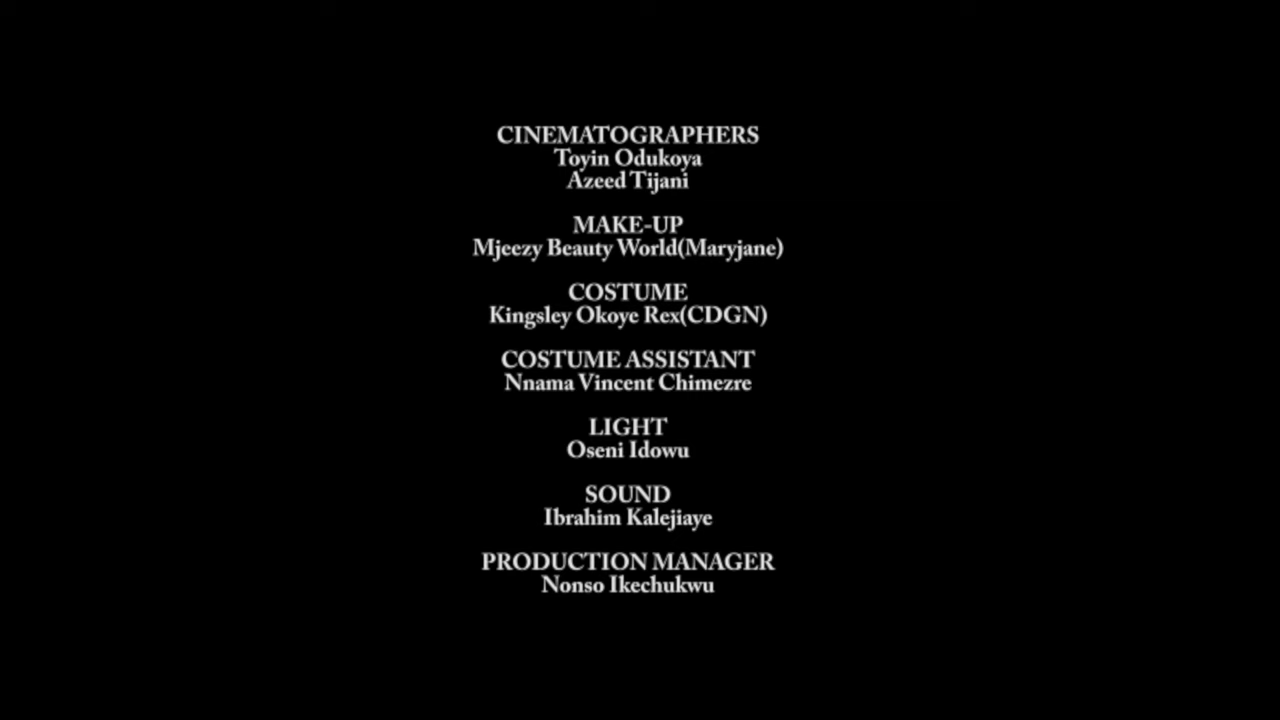 CINEMATOGRAPHERS
Toyin Odukoya
Azeed Tijani
MAKE-UP
Mjeezy Beauty World(Maryjane)
COSTUME
Kingsley Okoye Rex(CDGN)
COSTUME ASSISTANT
Nnama Vincent Chimezre
LIGHT
Oseni Idowu
SOUND
Ibrahim Kalejiaye
PRODUCTION MANAGER
Nonso Ikechukwu